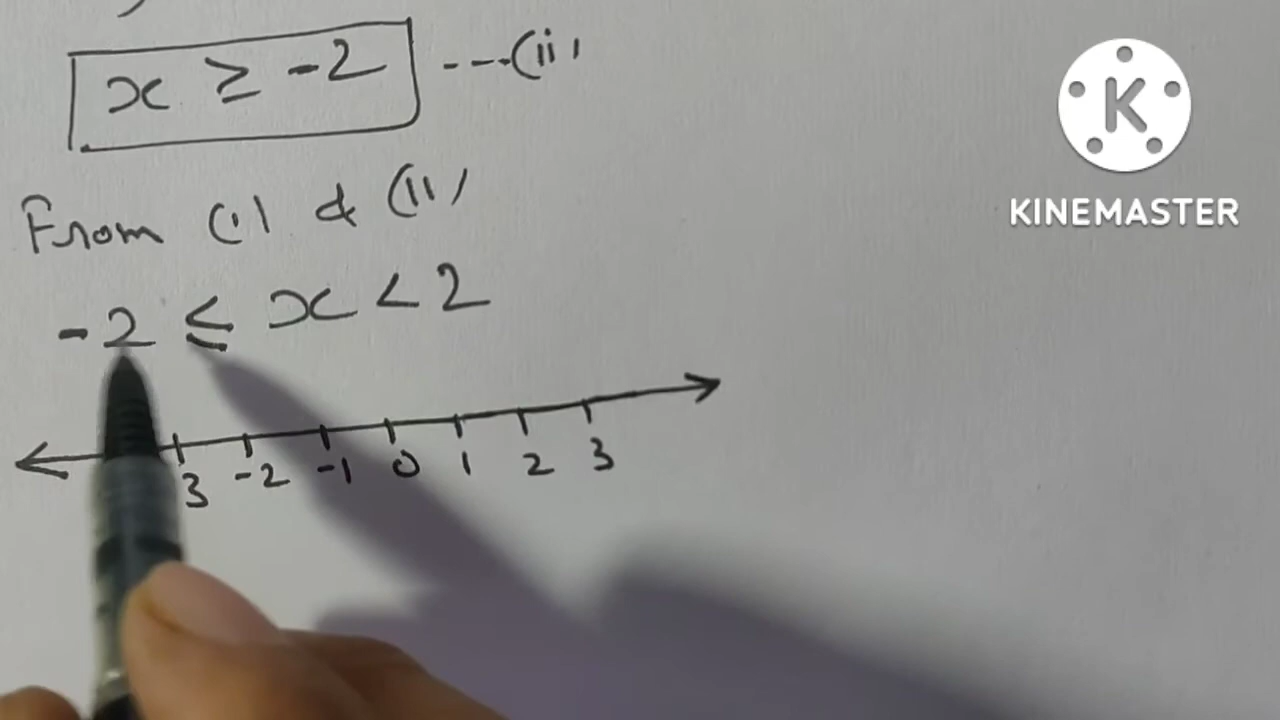 x ≥ -2 ---(ii)
From (i) & (ii)
-2 ≤ x < 2
3 -2 -1 0 1 2 3
K
KINEMASTER